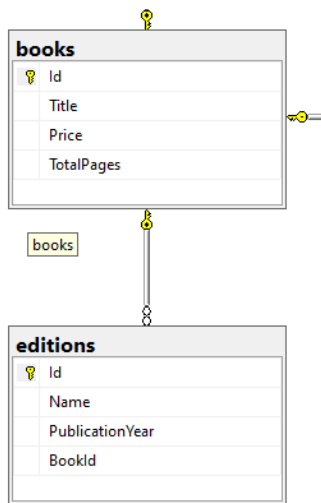 books
Id
Title
Price
TotalPages
books
editions
Id
Name
PublicationYear
BookId